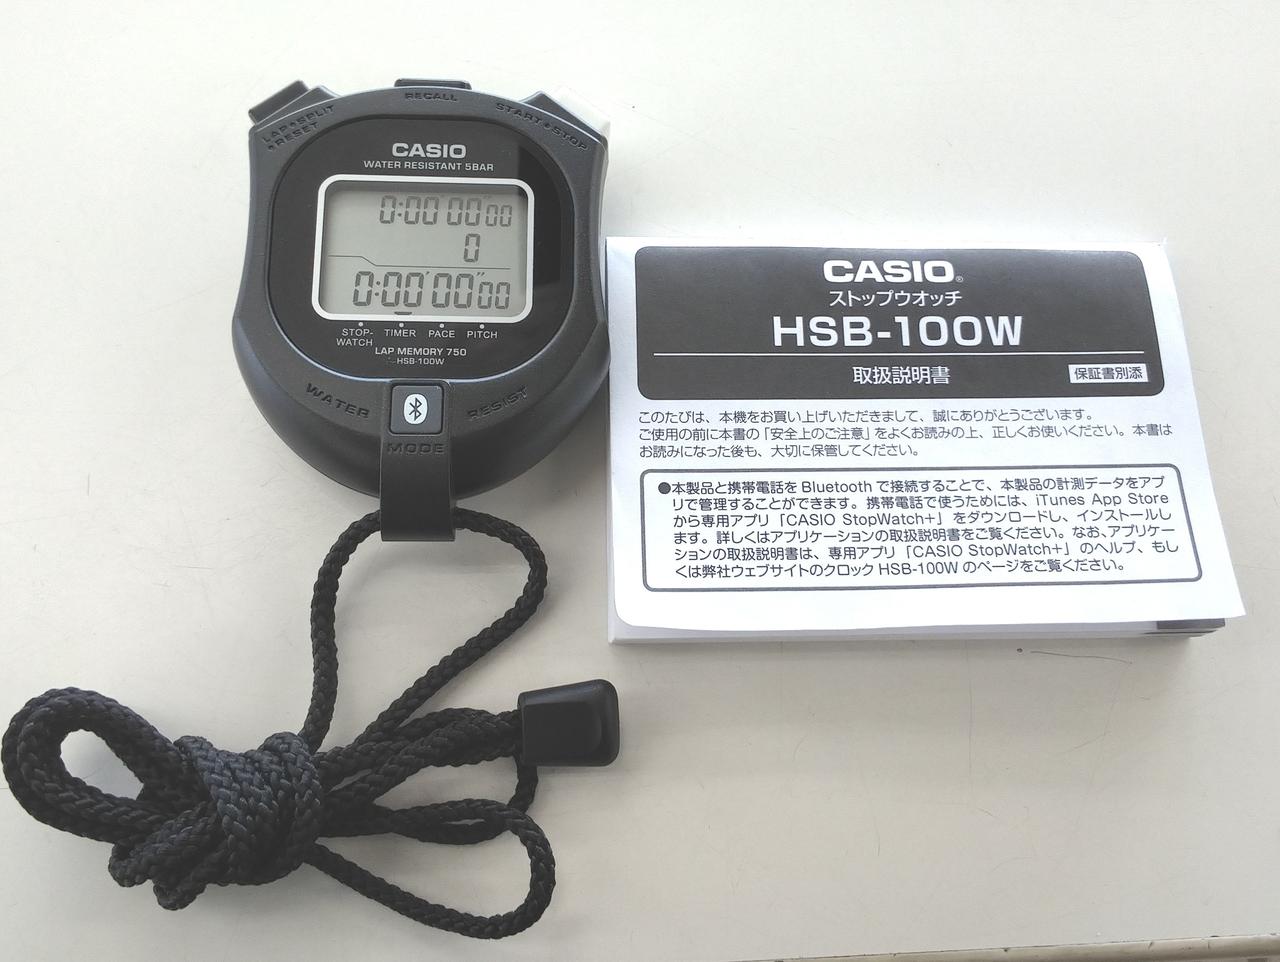 LAP•SPLIT
•RESET
RECALL
START•STOP
CASIO
WATER RESISTANT 5BAR
0:00'00 00
0
0:00'00"00
STOP-
WATCH
TIMER
PACE
PITCH
LAP MEMORY 750
HSB-100W
WATER
RESIST
MODE
CASIO®
ストップウオッチ
HSB-100W
取扱説明書
保証書別添
このたびは、本機をお買い上げいただきまして、誠にありがとうございます。
ご使用の前に本書の「安全上のご注意」をよくお読みの上、正しくお使いください。本書は
お読みになった後も、大切に保管してください。
●本製品と携帯電話を Bluetooth で接続することで、本製品の計測データをアプ
リで管理することができます。携帯電話で使うためには、iTunes App Store
から専用アプリ「CASIO StopWatch+」をダウンロードし、インストールし
ます。詳しくはアプリケーションの取扱説明書をご覧ください。なお、アプリケー
ションの取扱説明書は、専用アプリ「CASIO StopWatch+」のヘルプ、もし
くは弊社ウェブサイトのクロック HSB-100W のページをご覧ください。